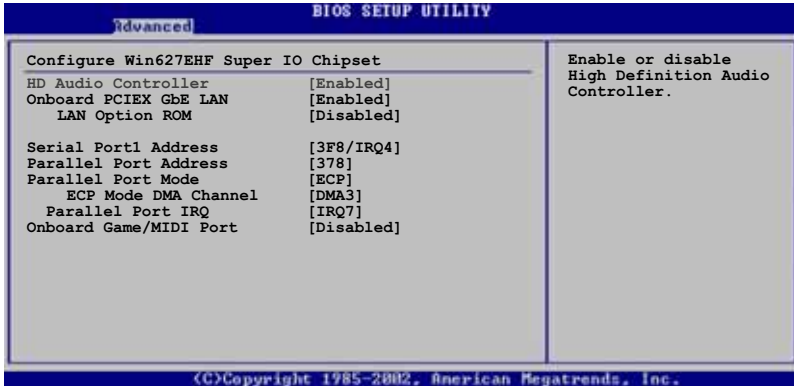 BIOS SETUP UTILITY
Advanced
Configure Win627EHF Super IO Chipset
HD Audio Controller [Enabled]
Onboard PCIEX GbE LAN [Enabled]
LAN Option ROM [Disabled]
Serial Port1 Address [3F8/IRQ4]
Parallel Port Address [378]
Parallel Port Mode [ECP]
ECP Mode DMA Channel [DMA3]
Parallel Port IRQ [IRQ7]
Onboard Game/MIDI Port [Disabled]
Enable or disable
High Definition Audio
Controller.
(C)Copyright 1985-2002, American Megatrends, Inc.